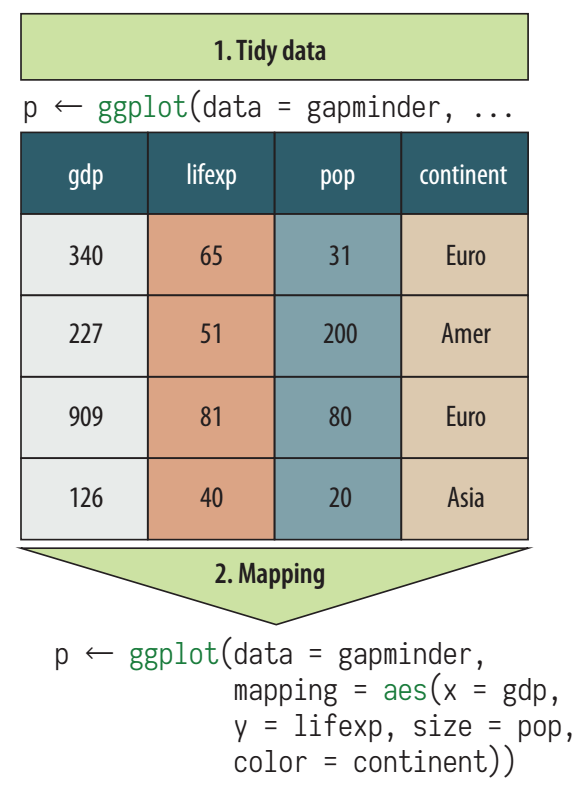 1. Tidy data
p ← ggplot(data = gapminder, ...
gdp lifexp pop continent
340 65 31 Euro
227 51 200 Amer
909 81 80 Euro
126 40 20 Asia
2. Mapping
p ← ggplot(data = gapminder,
mapping = aes(x = gdp,
y = lifexp, size = pop,
color = continent))